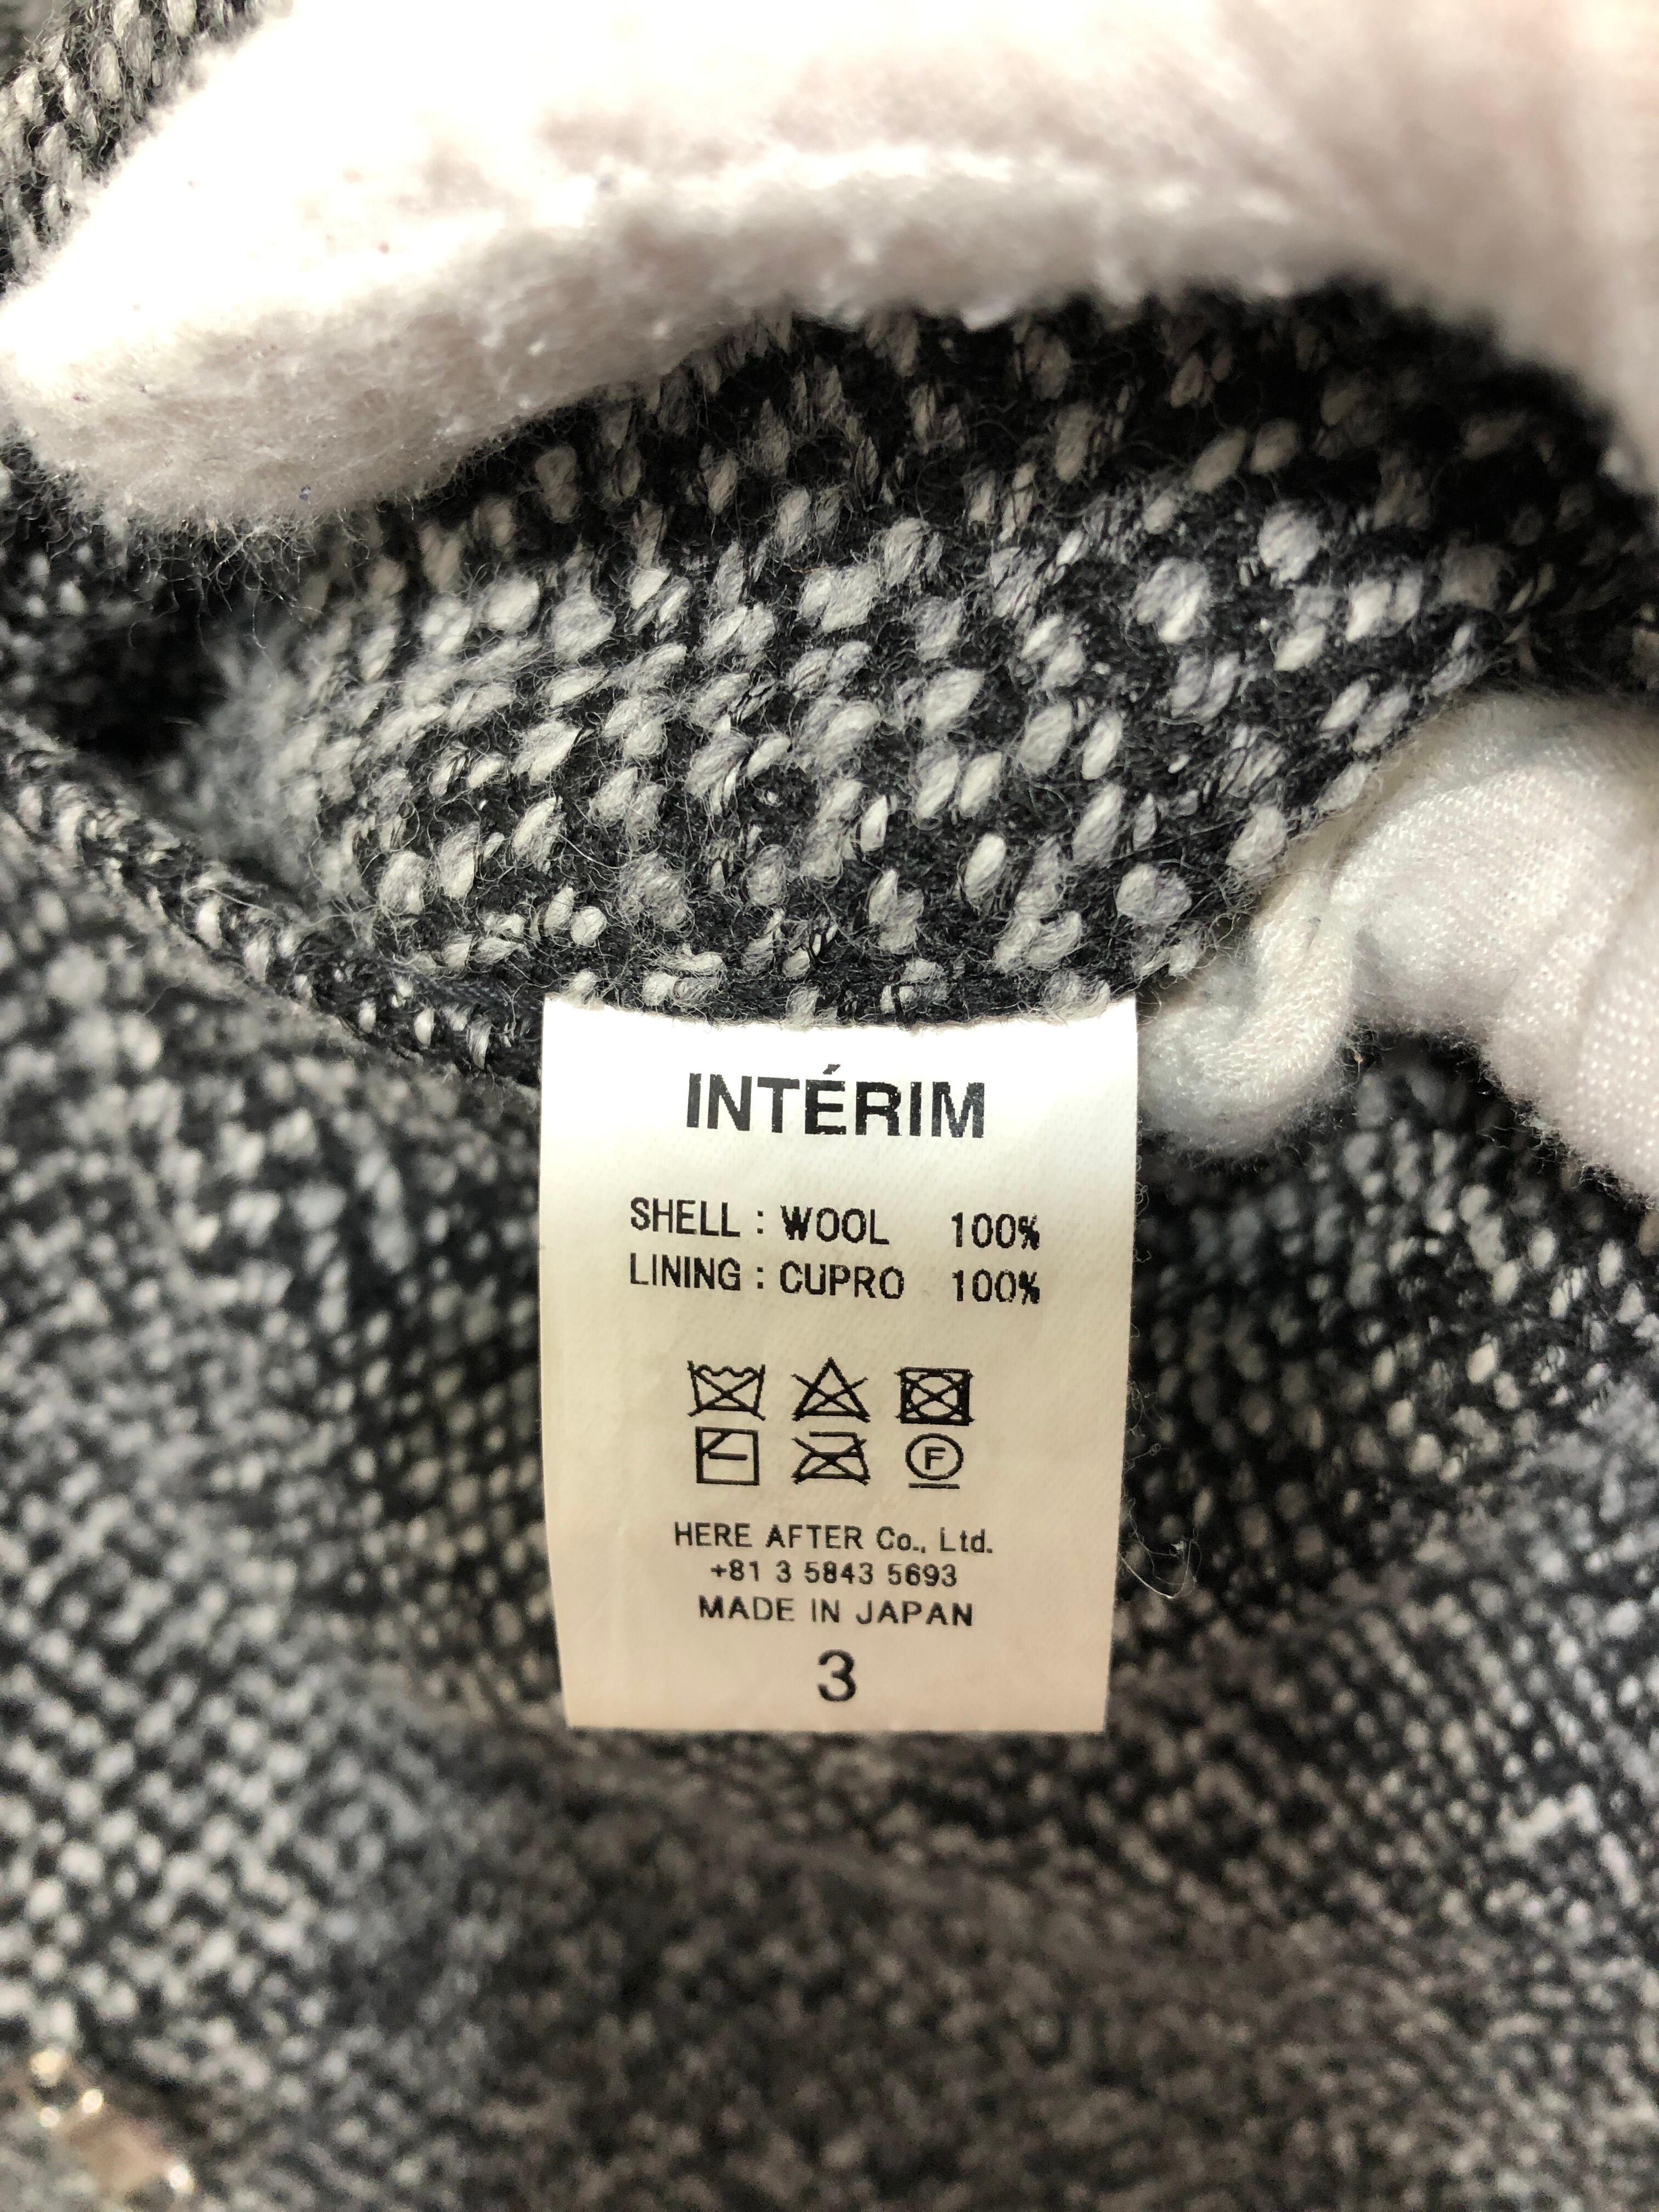 INTÉRIM
SHELL : WOOL 100%
LINING : CUPRO 100%
F
HERE AFTER Co., Ltd.
+81 3 5843 5693
MADE IN JAPAN
3